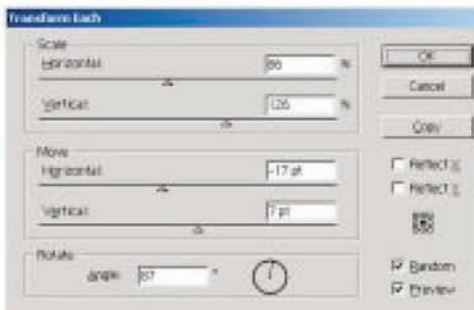 Transform Each
Scale
Horizontal: 86 %
OK
Vertical: 126 %
Cancel
Copy
Move
Horizontal: -17 pt
Reflect X
Reflect Y
Vertical: 7 pt
Rotate
Angle: 87 °
Random
Preview